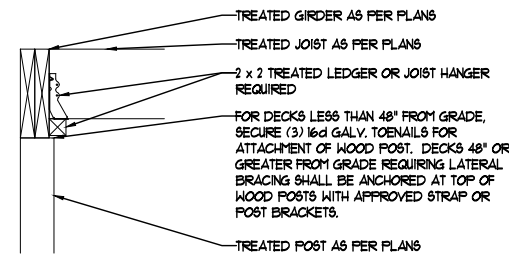 TREATED GIRDER AS PER PLANS
TREATED JOIST AS PER PLANS
2 x 2 TREATED LEDGER OR JOIST HANGER
REQUIRED
FOR DECKS LESS THAN 48" FROM GRADE,
SECURE (3) 16d GALV. TOENAILS FOR
ATTACHMENT OF WOOD POST. DECKS 48" OR
GREATER FROM GRADE REQUIRING LATERAL
BRACING SHALL BE ANCHORED AT TOP OF
WOOD POSTS WITH APPROVED STRAP OR
POST BRACKETS.
TREATED POST AS PER PLANS